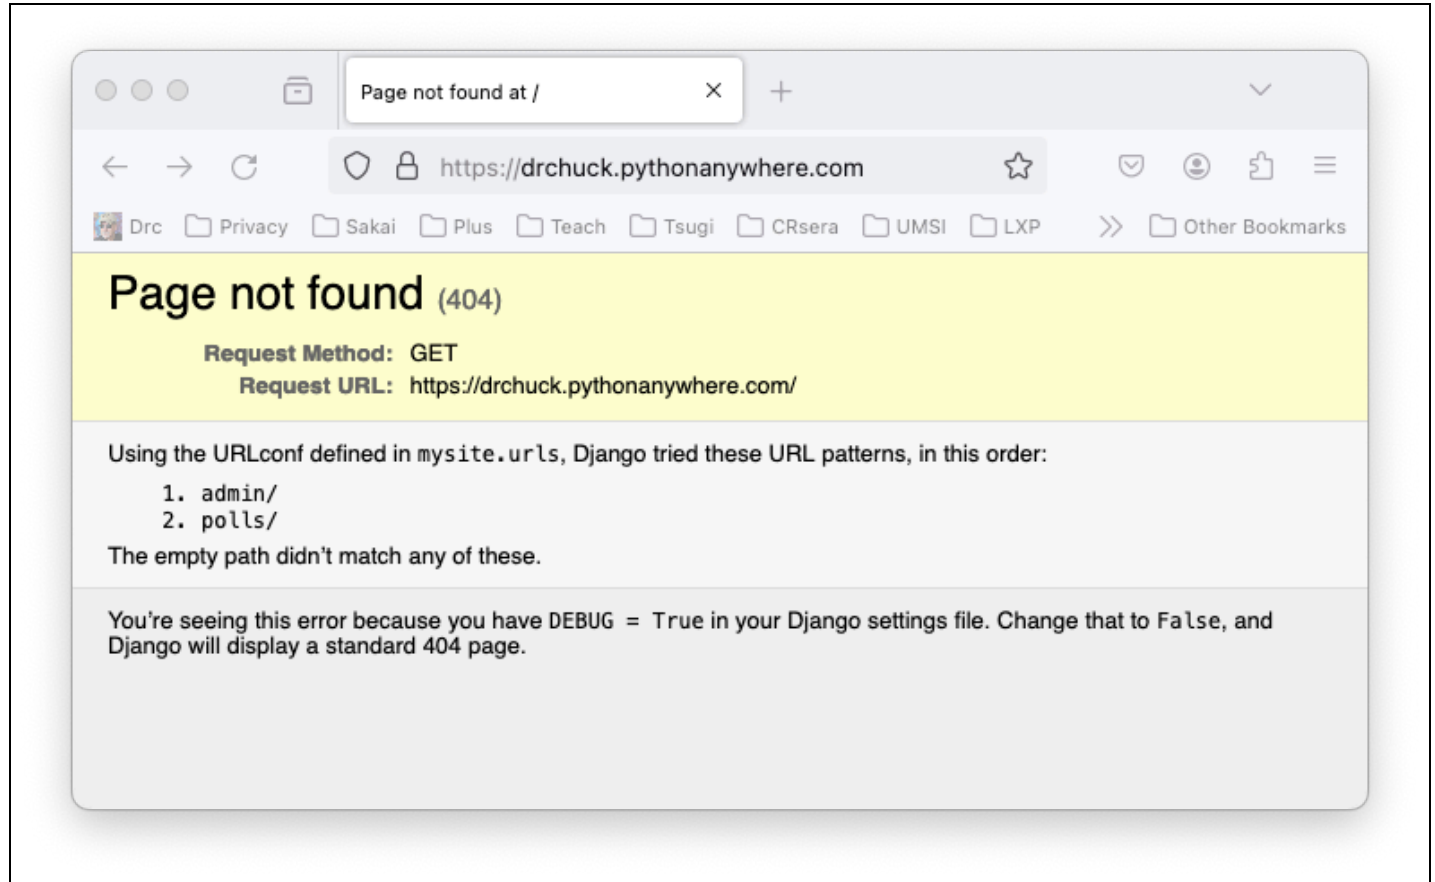 Page not found at /
https://drchuck.pythonanywhere.com
Drc Privacy Sakai Plus Teach Tsugi CRsera UMSI LXP Other Bookmarks
Page not found (404)
Request Method: GET
Request URL: https://drchuck.pythonanywhere.com/
Using the URLconf defined in mysite.urls, Django tried these URL patterns, in this order:
1. admin/
2. polls/
The empty path didn’t match any of these.
You’re seeing this error because you have DEBUG = True in your Django settings file. Change that to False, and
Django will display a standard 404 page.